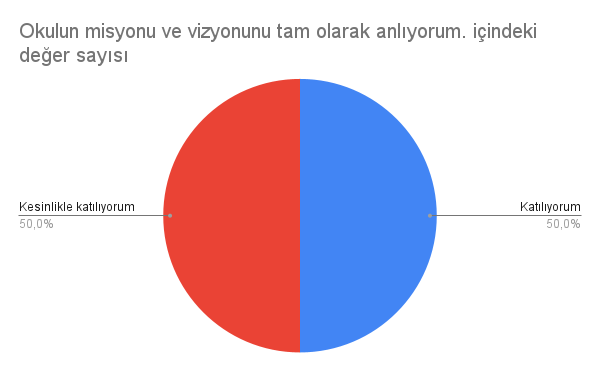 Okulun misyonu ve vizyonunu tam olarak anlıyorum. içindeki
değer sayısı
Kesinlikle katılıyorum
50,0%
Katılıyorum
50,0%